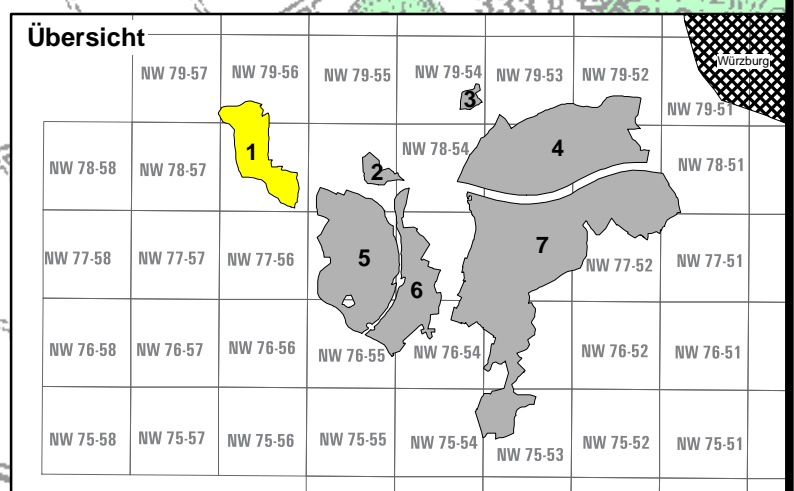 Übersicht
Würzburg
NW 79-57 NW 79-56 NW 79-55 NW 79-54 NW 79-53 NW 79-52
3
NW 79-51
1
NW 78-54 4
NW 78-58 NW 78-57 2 NW 78-51
NW 77-58 NW 77-57 NW 77-56 5 7 NW 77-52 NW 77-51
6
NW 76-58 NW 76-57 NW 76-56 NW 76-55 NW 76-54 NW 76-52 NW 76-51
NW 75-58 NW 75-57 NW 75-56 NW 75-55 NW 75-54 NW 75-53 NW 75-52 NW 75-51